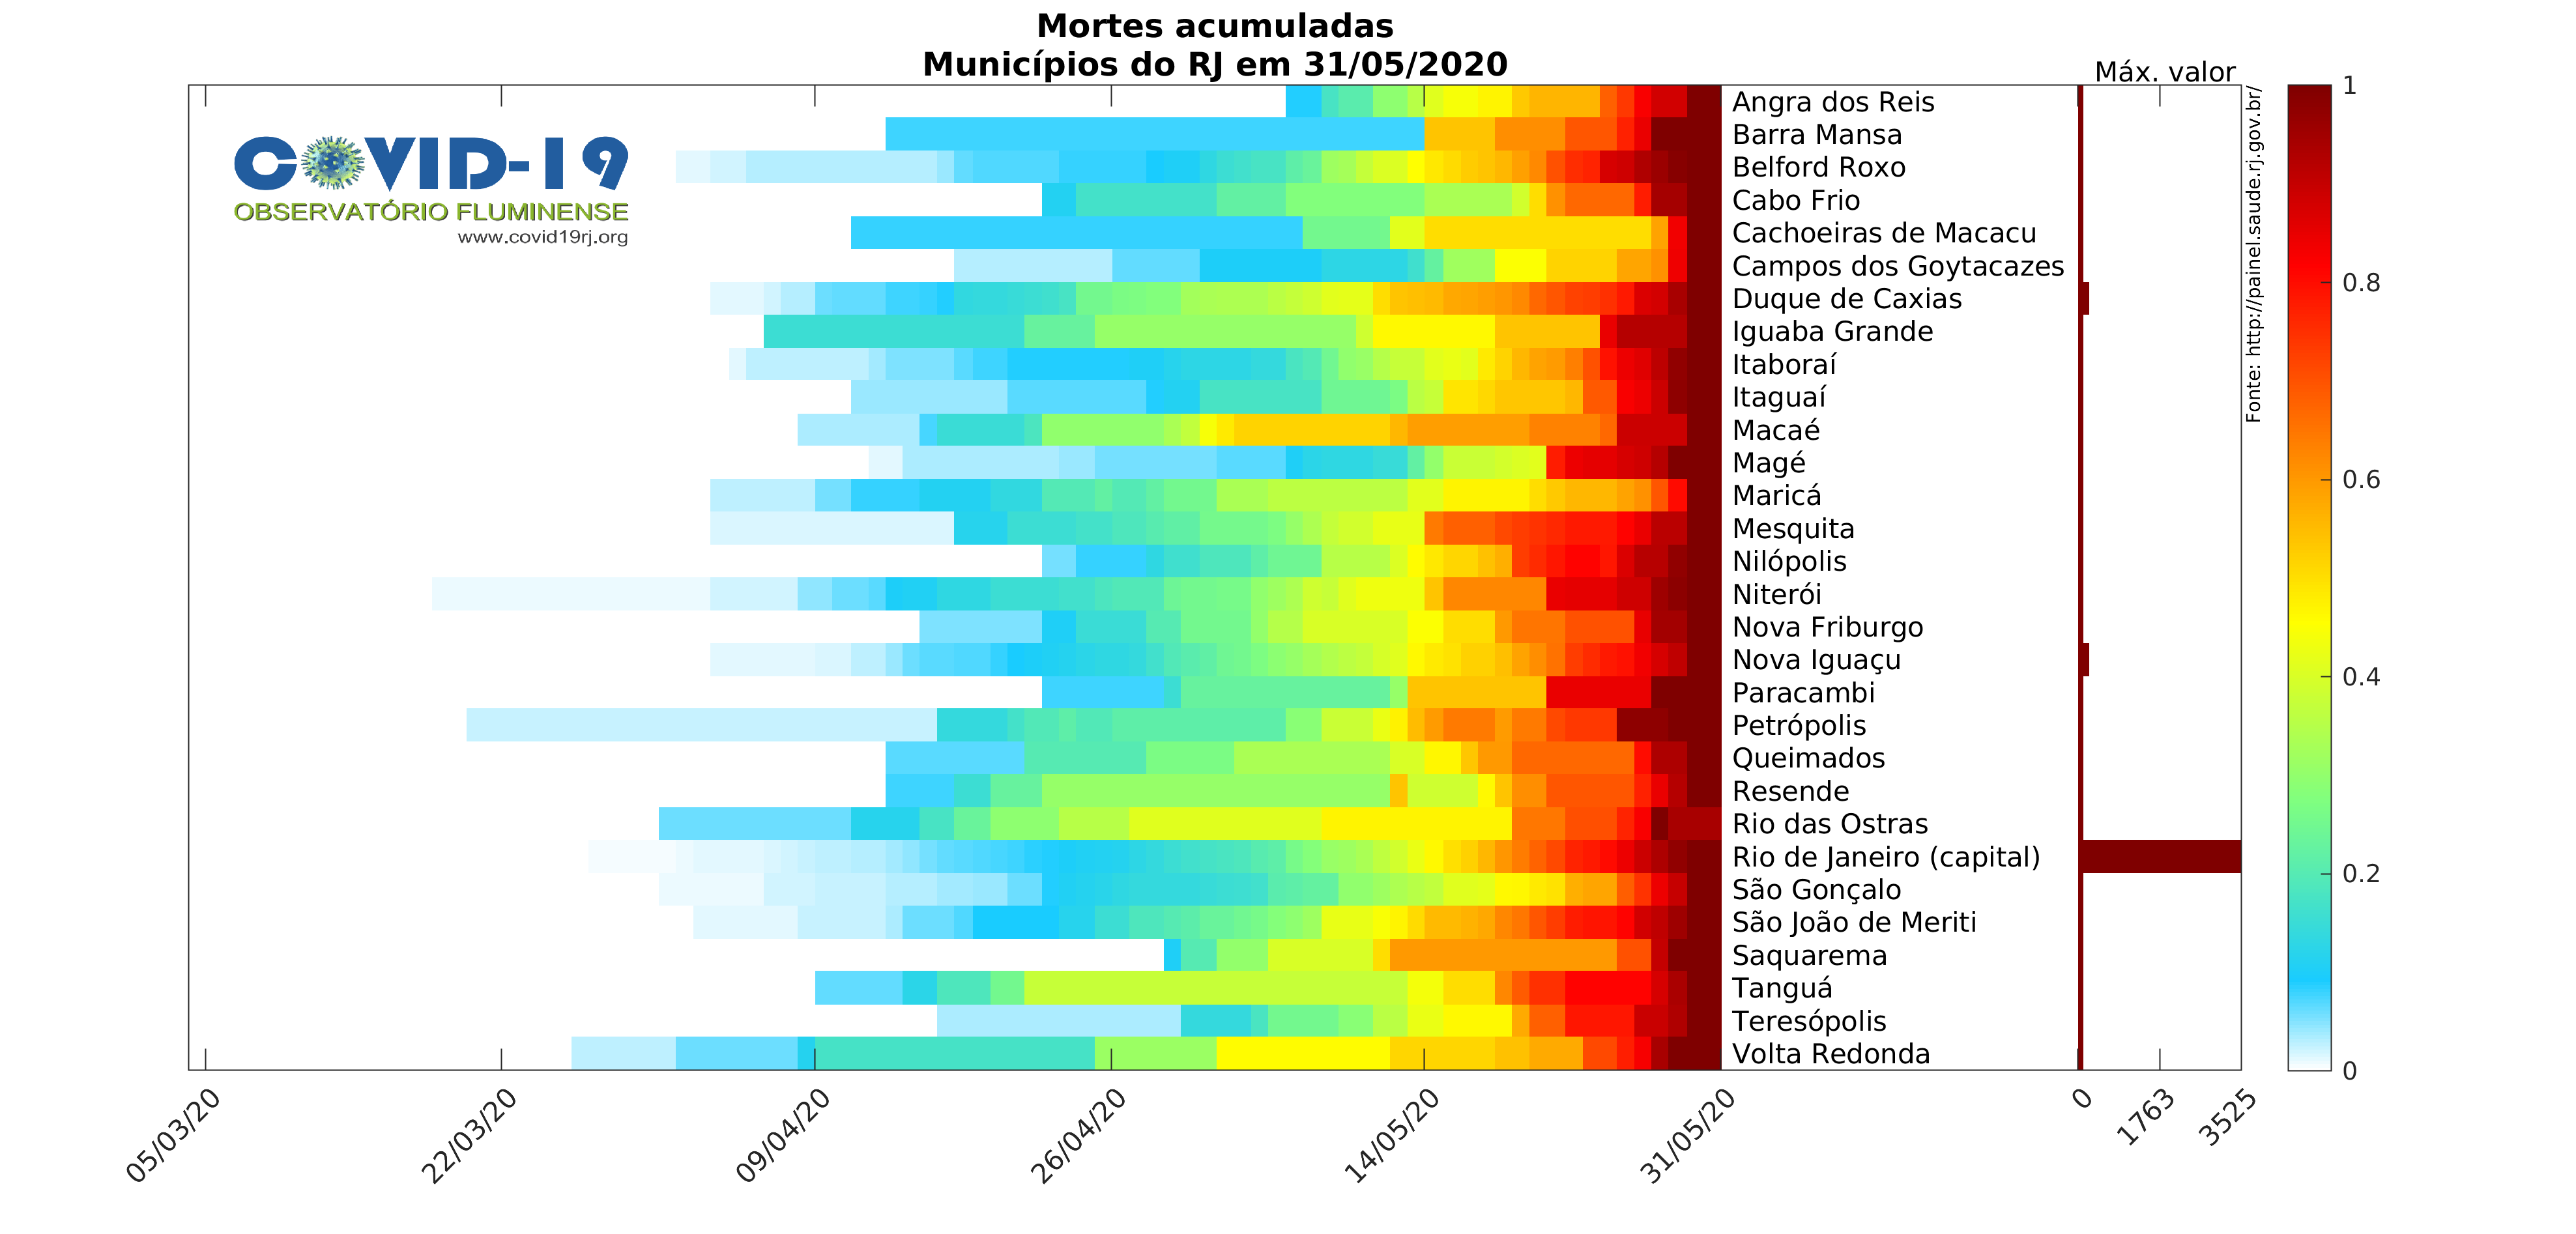 Mortes acumuladas
Municípios do RJ em 31/05/2020
Máx. valor
COVID-19
OBSERVATÓRIO FLUMINENSE
www.covid19rj.org
Angra dos Reis
Barra Mansa
Belford Roxo
Cabo Frio
Cachoeiras de Macacu
Campos dos Goytacazes
Duque de Caxias
Iguaba Grande
Itaboraí
Itaguaí
Macaé
Magé
Maricá
Mesquita
Nilópolis
Niterói
Nova Friburgo
Nova Iguaçu
Paracambi
Petrópolis
Queimados
Resende
Rio das Ostras
Rio de Janeiro (capital)
São Gonçalo
São João de Meriti
Saquarema
Tanguá
Teresópolis
Volta Redonda
Fonte: http://painel.saude.rj.gov.br/
1
0.8
0.6
0.4
0.2
0
05/03/20
22/03/20
09/04/20
26/04/20
14/05/20
31/05/20
0
1763
3525